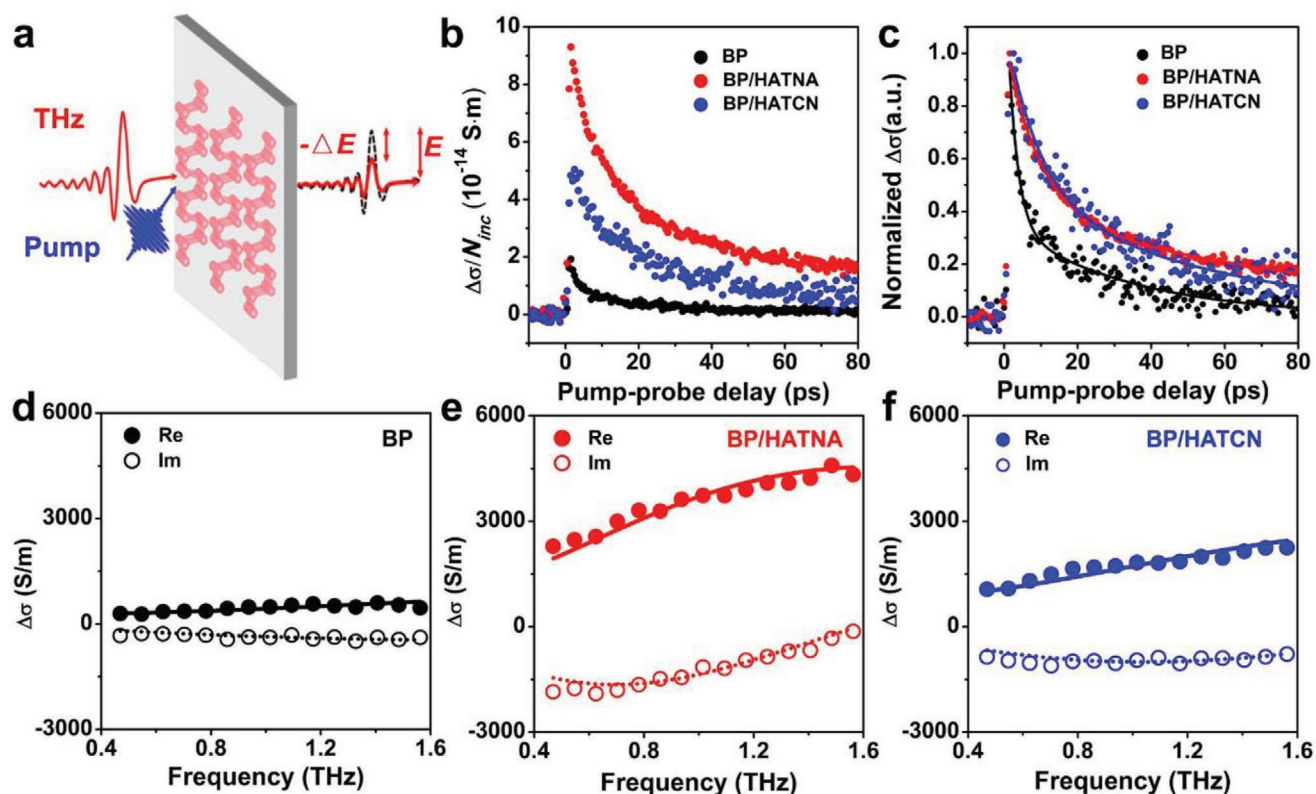 a
THz
Pump
-ΔE
E
b
Δσ/Ninc (10-14 S·m)
10
8
6
4
2
0
BP
BP/HATNA
BP/HATCN
0 20 40 60 80
Pump-probe delay (ps)
c
Normalized Δσ(a.u.)
1.0
0.8
0.6
0.4
0.2
0.0
BP
BP/HATNA
BP/HATCN
0 20 40 60 80
Pump-probe delay (ps)
d
Δσ (S/m)
6000
3000
0
-3000
Re
Im
BP
0.4 0.8 1.2 1.6
Frequency (THz)
e
Δσ (S/m)
6000
3000
0
-3000
Re
Im
BP/HATNA
0.4 0.8 1.2 1.6
Frequency (THz)
f
Δσ (S/m)
6000
3000
0
-3000
Re
Im
BP/HATCN
0.4 0.8 1.2 1.6
Frequency (THz)